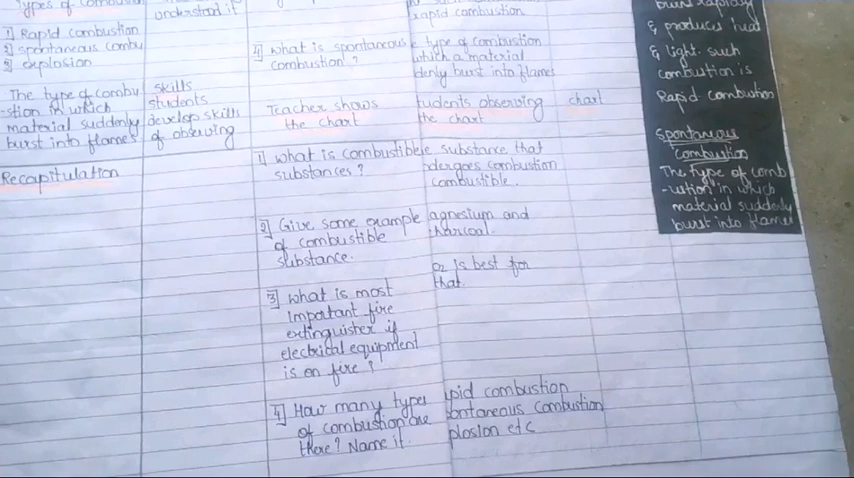 Types of combustion
1] Rapid combustion
2] spontaneous combu
3] explosion
The type of combu
-stion in which
material suddenly
burst into flames
Recapitulation
understood it
skills
students
develop skills
of observing
4] what is spontaneous
combustion?
Teacher shows
the chart
1] what is combustible
substances?
2] Give some example
of combustible
substance.
3] what is most
important fire
extinguisher if
electrical equipment
is on fire?
4] How many types
of combustion are
there? Name it.
rapid combustion
e type of combustion
which a material
denly burst into flames
tudents observing
the chart
e substance that
dergoes combustion
combustible.
agnesium and
harcoal.
o2 is best for
that
pid combustion
pontaneous combustion
plosion etc
chart
burn rapidly
& produces heat
& light. such
combustion is
Rapid combustion
spontaneous
combustion
The type of comb
-ustion in which
material suddenly
burst into flames